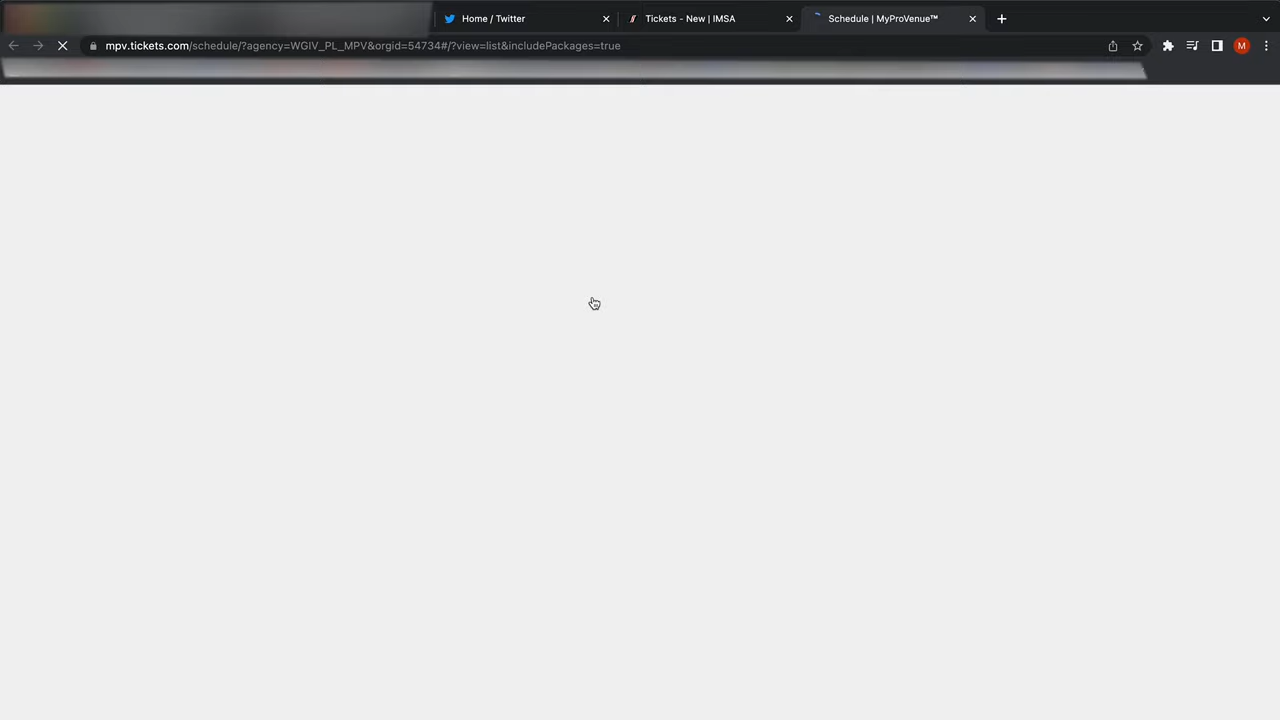 Home / Twitter
Tickets - New | IMSA
Schedule | MyProVenue™
mpv.tickets.com/schedule/?agency=WGIV_PL_MPV&orgid=54734#/?view=list&includePackages=true
M